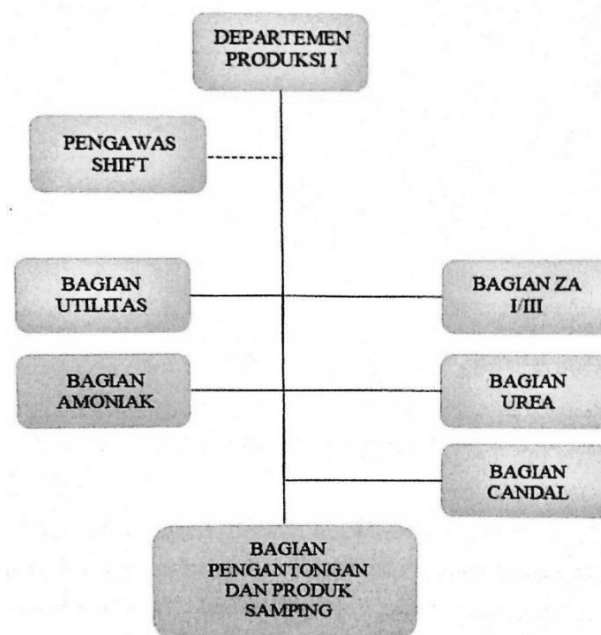 DEPARTEMEN
PRODUKSI I
PENGAWAS
SHIFT
BAGIAN
UTILITAS
BAGIAN ZA
I/III
BAGIAN
AMONIAK
BAGIAN
UREA
BAGIAN
CANDAL
BAGIAN
PENGANTONGAN
DAN PRODUK
SAMPING